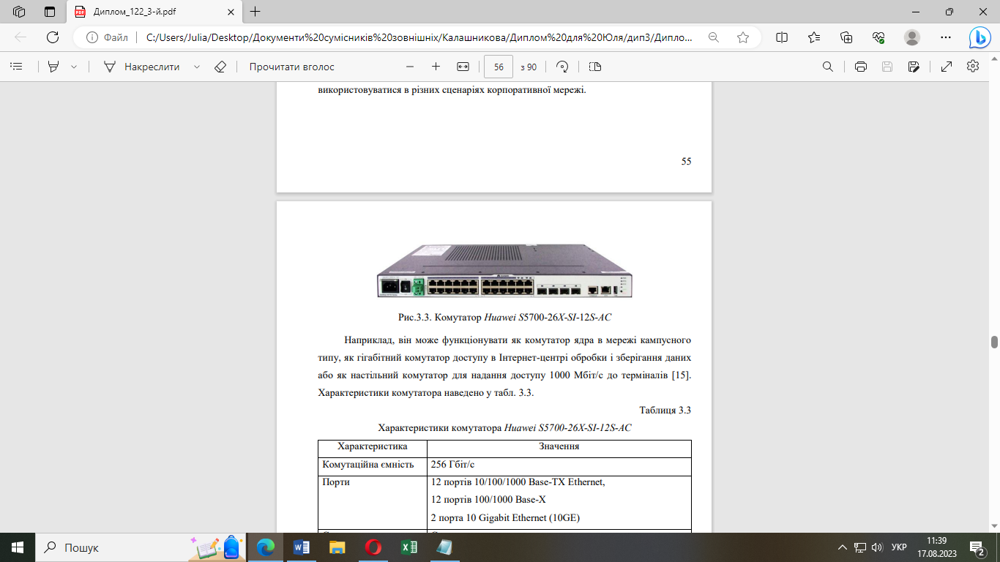 Диплом_122_3-й.pdf
Файл
C:/Users/Julia/Desktop/Документи%20сумісників%20зовнішніх/Калашникова/Диплом%20для%20Юля/дип3/Дипло...
Накреслити
Прочитати вголос
56
з 90
використовуватися в різних сценаріях корпоративної мережі.
55
Рис.3.3. Комутатор Huawei S5700-26X-SI-12S-AC
Наприклад, він може функціонувати як комутатор ядра в мережі кампусного
типу, як гігабітний комутатор доступу в Інтернет-центрі обробки і зберігання даних
або як настільний комутатор для надання доступу 1000 Мбіт/с до терміналів [15].
Характеристики комутатора наведено у табл. 3.3.
Таблиця 3.3
Характеристики комутатора Huawei S5700-26X-SI-12S-AC
Характеристика Значення
Комутаційна ємність 256 Гбіт/с
Порти 12 портів 10/100/1000 Base-TX Ethernet,
12 портів 100/1000 Base-X
2 порта 10 Gigabit Ethernet (10GE)
Пошук
УКР
11:39
17.08.2023
2